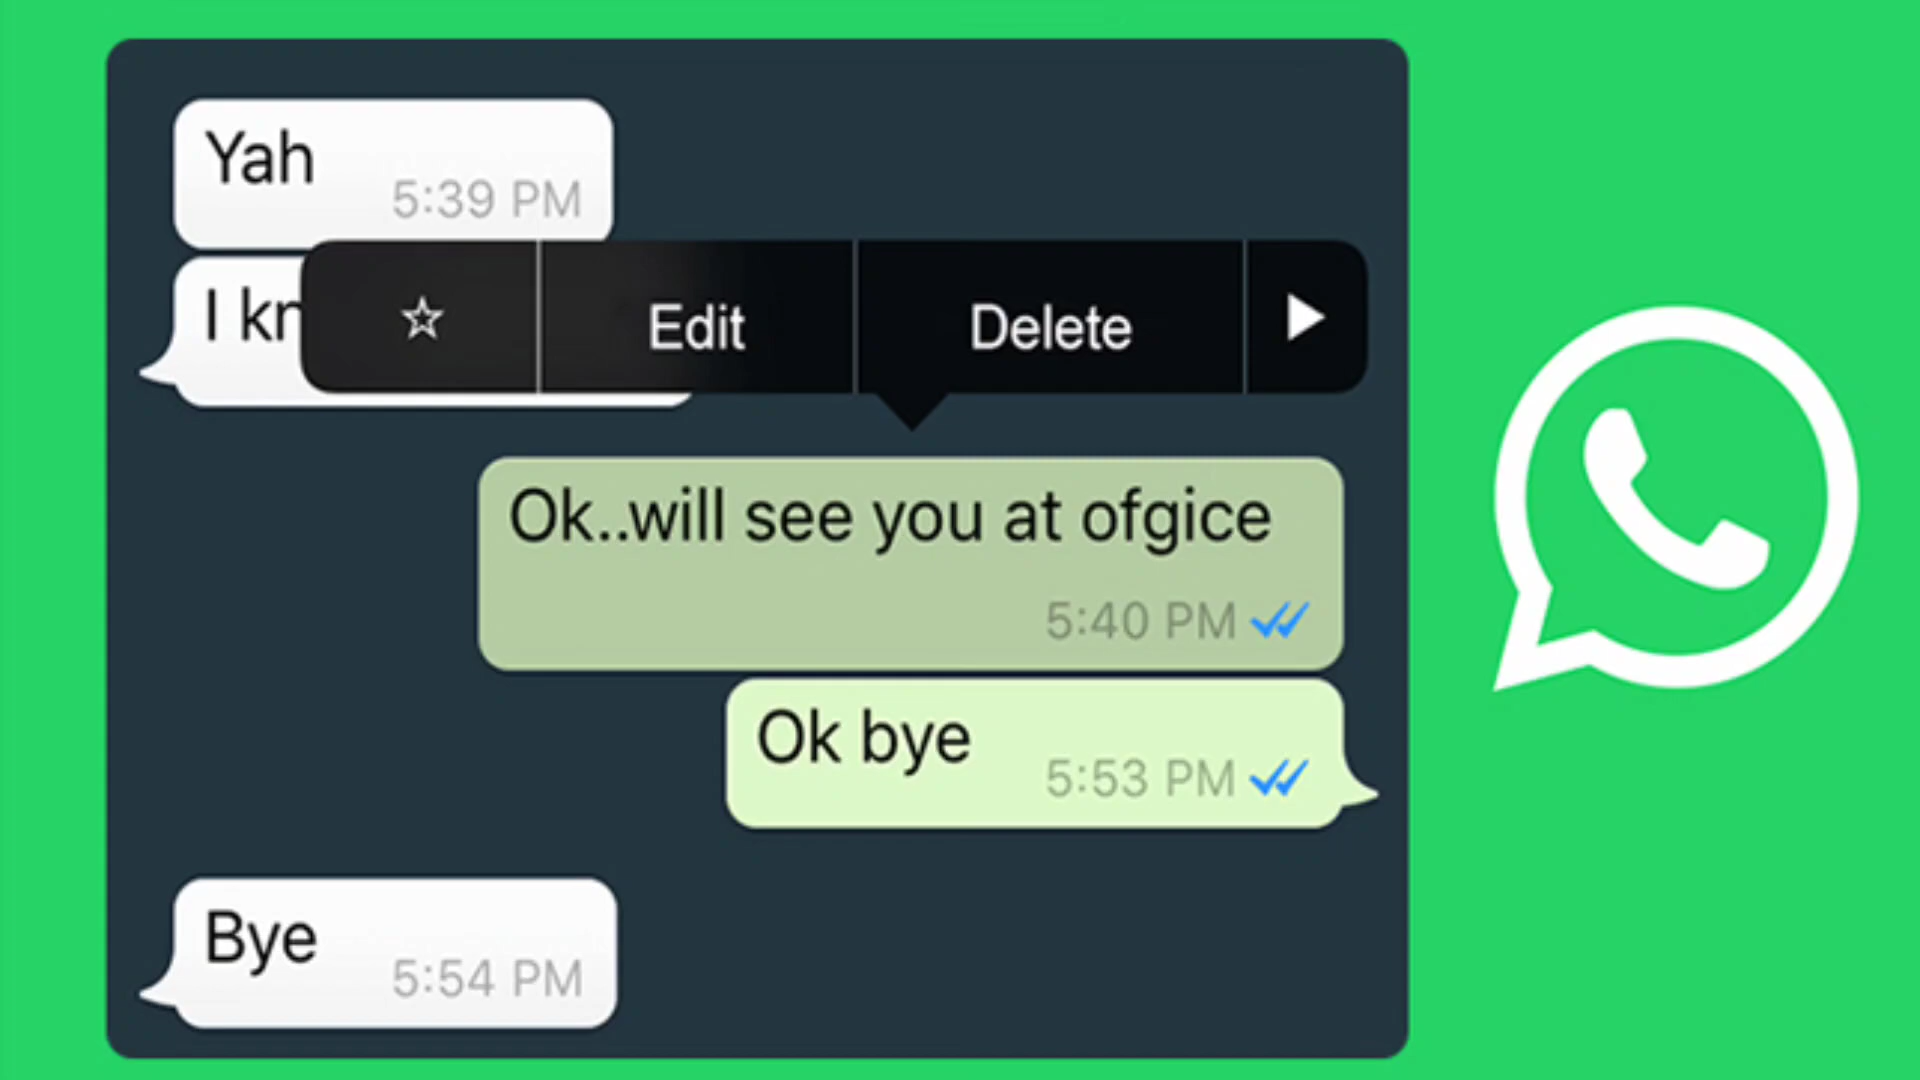 Yah
5:39 PM
I
☆ Edit Delete ▶
Ok..will see you at ofgice
5:40 PM
Ok bye
5:53 PM
Bye
5:54 PM